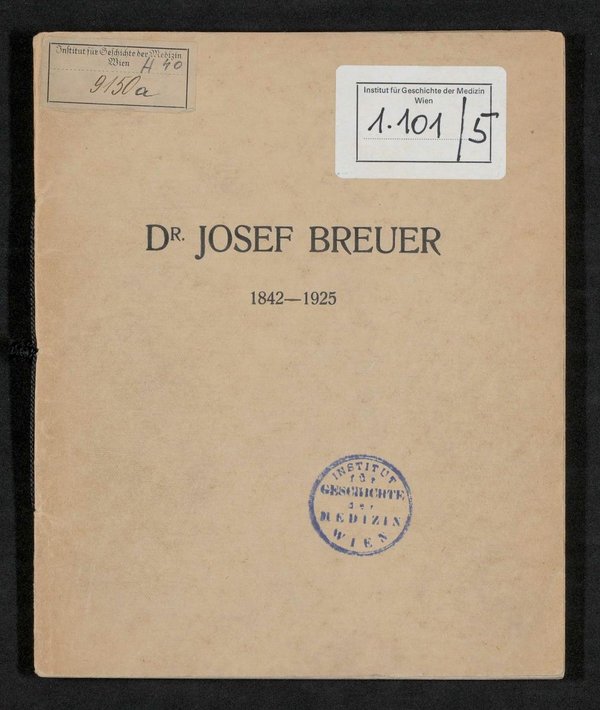 Institut für Geschichte der Medizin
Wien H 40
9150a
Institut für Geschichte der Medizin
Wien
1.101/5
DR. JOSEF BREUER
1842—1925
INSTITUT
für
GESCHICHTE
der
MEDIZIN
WIEN